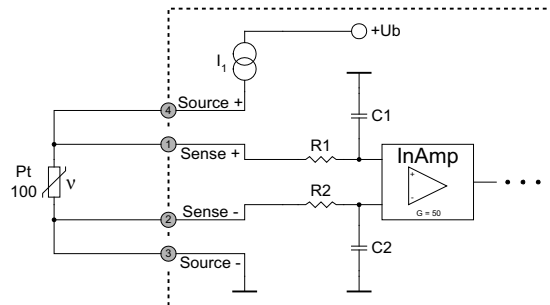 +Ub
I1
4 Source +
C1
1 Sense +
R1
InAmp
Pt
100
ν
R2
+
-
G = 50
2 Sense -
3
Source -
C2